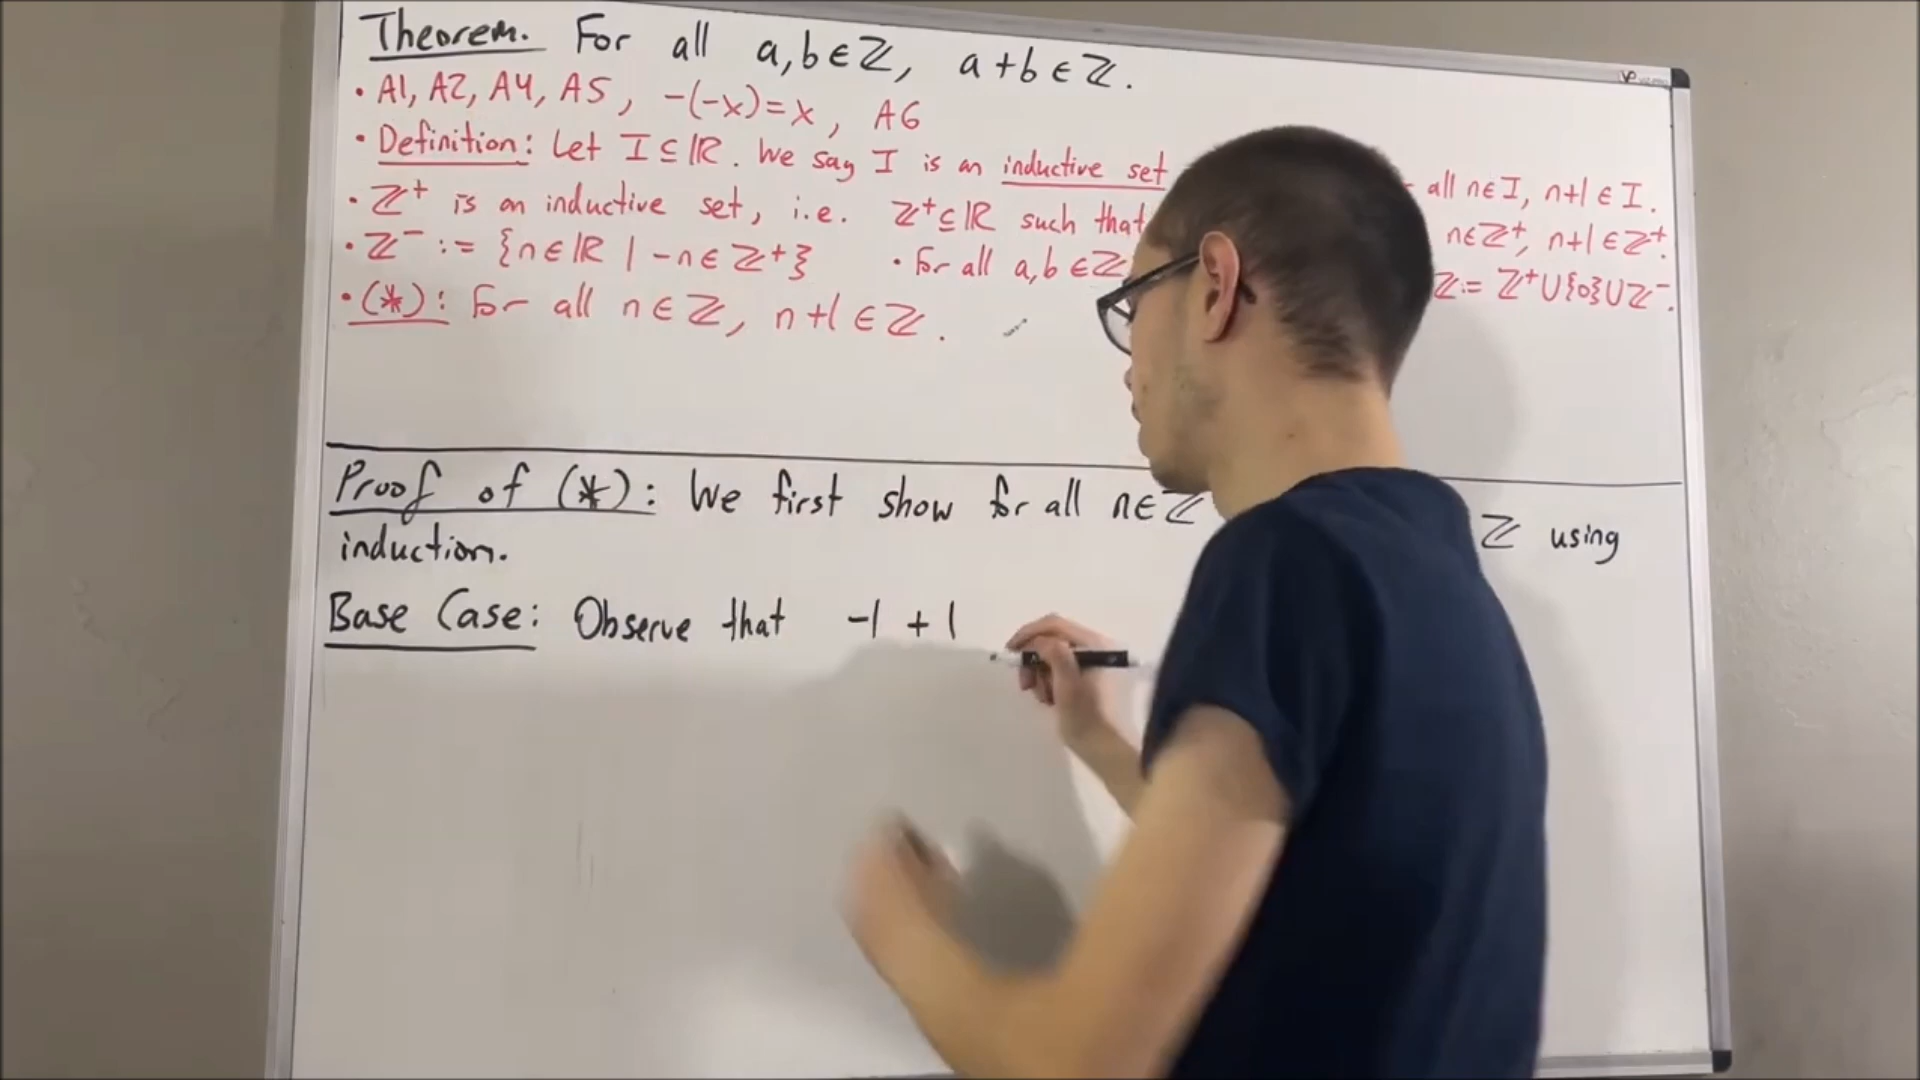 Theorem. For all a,b∈ℤ, a+b∈ℤ.
• A1, A2, A4, A5, -(-x)=x, A6
• Definition: Let I⊆ℝ. We say I is an inductive set all n∈I, n+1∈I.
• ℤ⁺ is an inductive set, i.e. ℤ⁺⊆ℝ such that n∈ℤ⁺, n+1∈ℤ⁺.
• ℤ⁻ := {n∈ℝ | -n∈ℤ⁺} • For all a,b∈ℤ ℤ:= ℤ⁺∪{0}∪ℤ⁻.
• (*): For all n∈ℤ, n+1∈ℤ.
Proof of (*): We first show for all n∈ℤ ℤ using
induction.
Base Case: Observe that -1 + 1